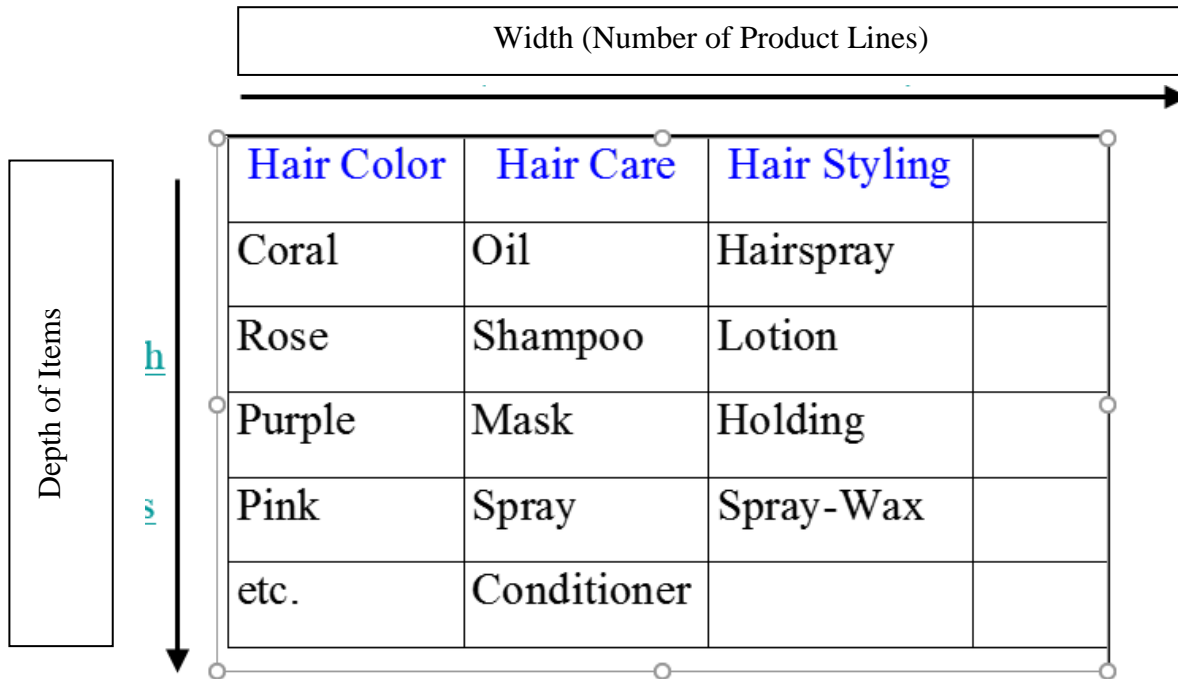 Width (Number of Product Lines)
Depth of Items
h
s
Hair Color Hair Care Hair Styling
Coral Oil Hairspray
Rose Shampoo Lotion
Purple Mask Holding
Pink Spray Spray-Wax
etc. Conditioner